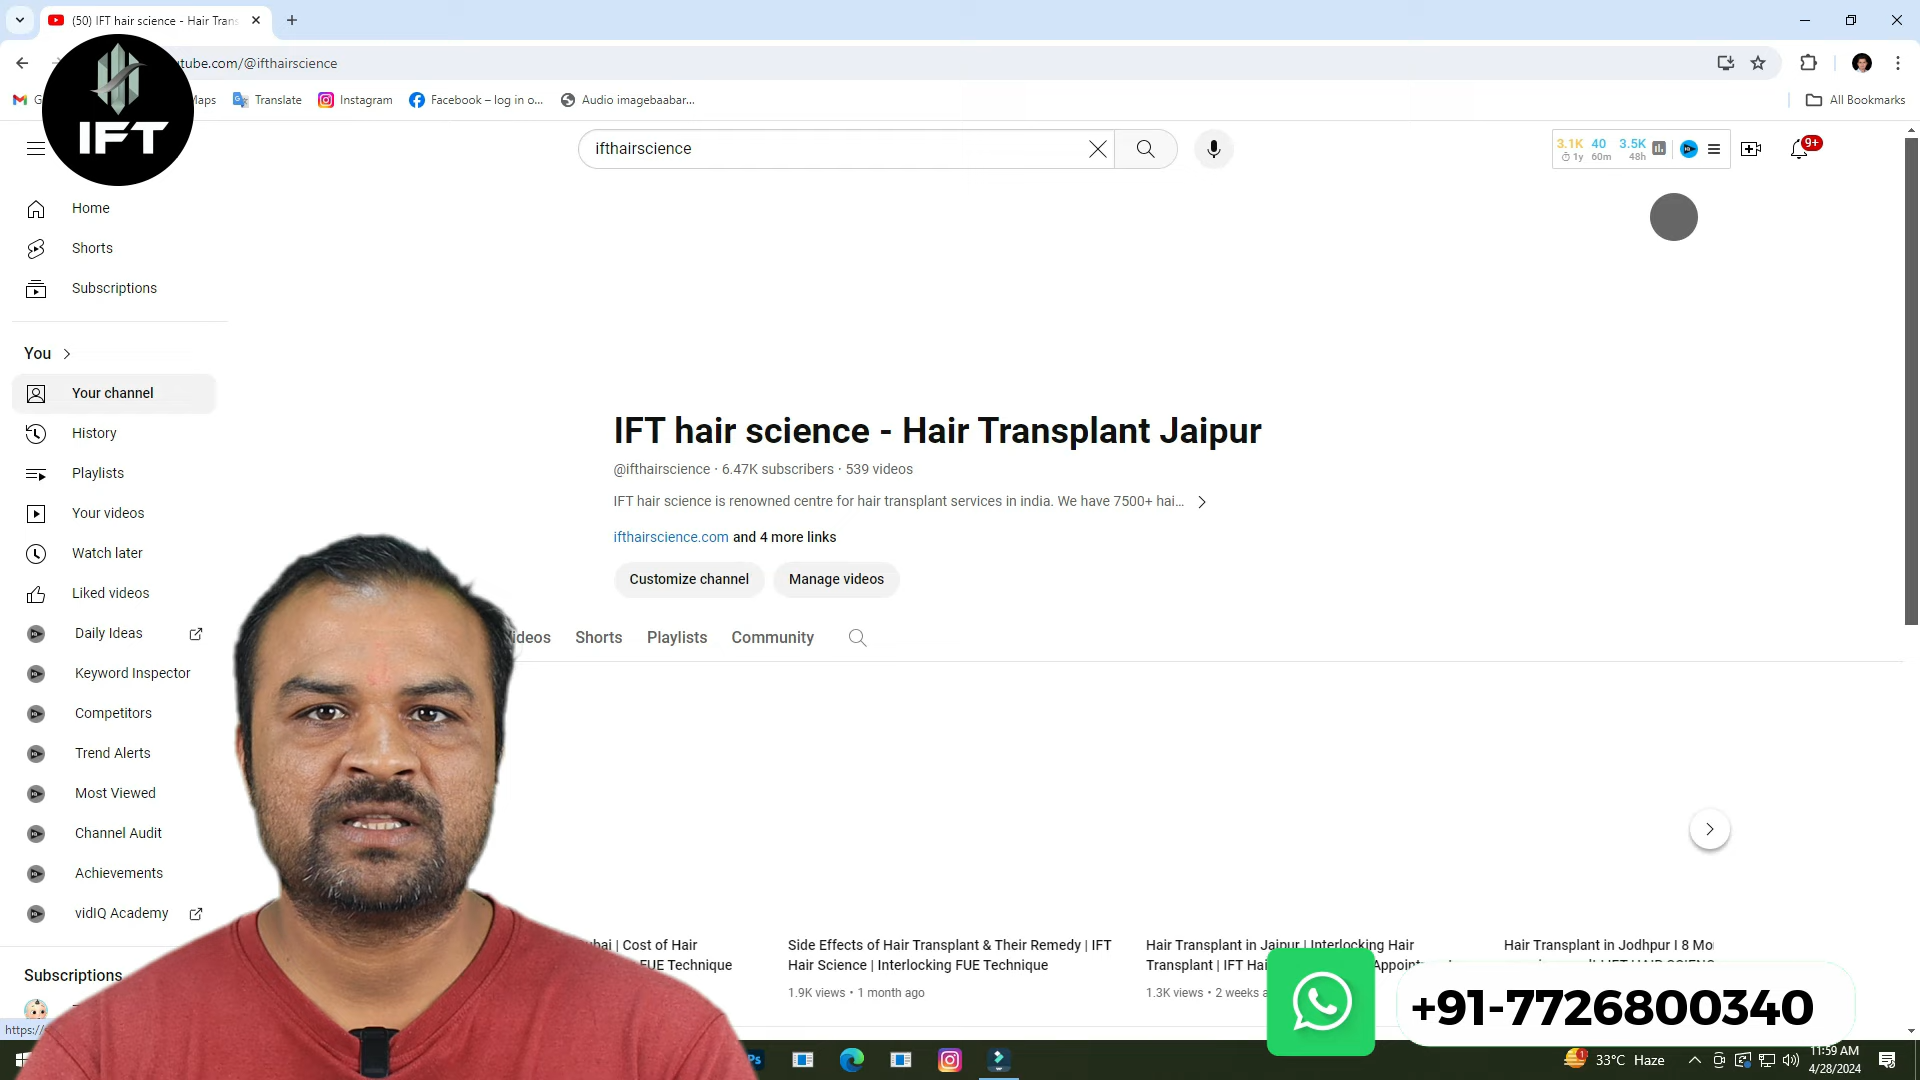 (50) IFT hair science - Hair Trans
tube.com/@ifthairscience
Maps
Translate
Instagram
Facebook – log in o...
Audio imagebaabar...
All Bookmarks
IFT
ifthairscience
3.1K 40 3.5K
1y 60m 48h
9+
Home
Shorts
Subscriptions
You
Your channel
History
Playlists
Your videos
Watch later
Liked videos
Daily Ideas
Keyword Inspector
Competitors
Trend Alerts
Most Viewed
Channel Audit
Achievements
vidIQ Academy
Subscriptions
https:/
IFT hair science - Hair Transplant Jaipur
@ifthairscience · 6.47K subscribers · 539 videos
IFT hair science is renowned centre for hair transplant services in india. We have 7500+ hai...
ifthairscience.com and 4 more links
Customize channel
Manage videos
ideos
Shorts
Playlists
Community
| Cost of Hair
FUE Technique
Side Effects of Hair Transplant & Their Remedy | IFT
Hair Science | Interlocking FUE Technique
1.9K views • 1 month ago
Hair Transplant in Jaipur | Interlocking Hair
Transplant | IFT Hai Appoint
1.3K views • 2 weeks a
Hair Transplant in Jodhpur I 8 Mo
+91-7726800340
Ps
1
33°C Haze
11:59 AM
4/28/2024